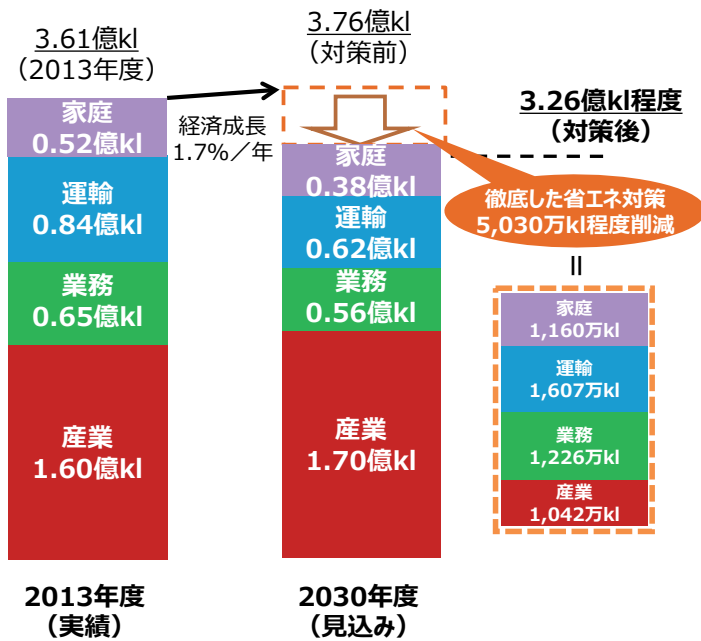 3.61億kl
（2013年度）
家庭
0.52億kl
運輸
0.84億kl
業務
0.65億kl
産業
1.60億kl
2013年度
（実績）
経済成長
1.7%／年
3.76億kl
（対策前）
家庭
0.38億kl
運輸
0.62億kl
業務
0.56億kl
産業
1.70億kl
2030年度
（見込み）
3.26億kl程度
（対策後）
徹底した省エネ対策
5,030万kl程度削減
＝
家庭
1,160万kl
運輸
1,607万kl
業務
1,226万kl
産業
1,042万kl